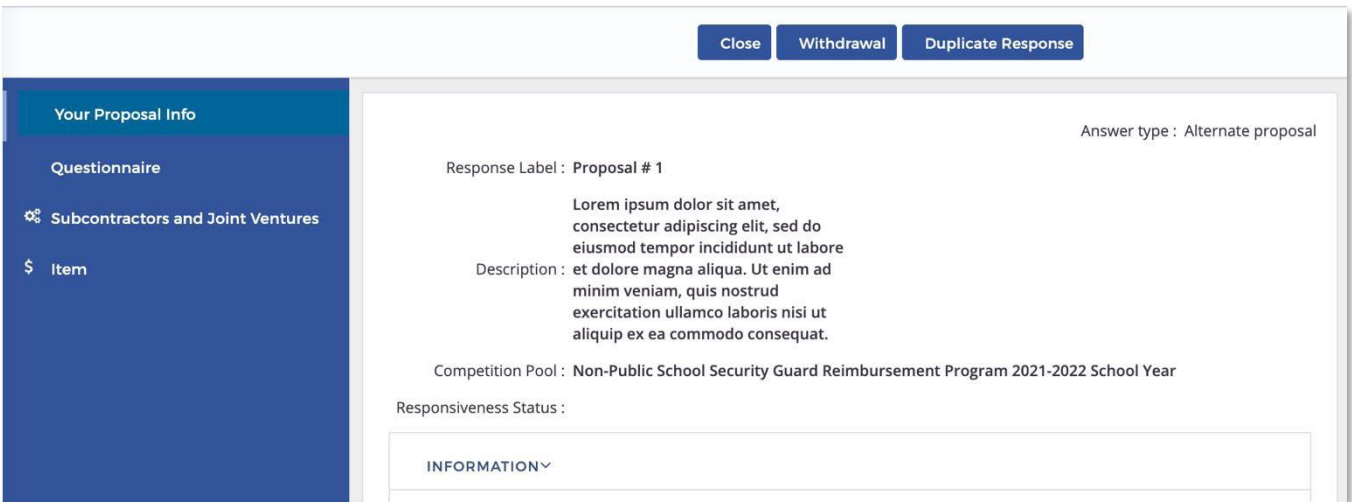 Close Withdrawal Duplicate Response
Your Proposal Info
Questionnaire
Subcontractors and Joint Ventures
$ Item
Answer type : Alternate proposal
Response Label : Proposal # 1
Lorem ipsum dolor sit amet,
consectetur adipiscing elit, sed do
eiusmod tempor incididunt ut labore
Description : et dolore magna aliqua. Ut enim ad
minim veniam, quis nostrud
exercitation ullamco laboris nisi ut
aliquip ex ea commodo consequat.
Competition Pool : Non-Public School Security Guard Reimbursement Program 2021-2022 School Year
Responsiveness Status :
INFORMATION